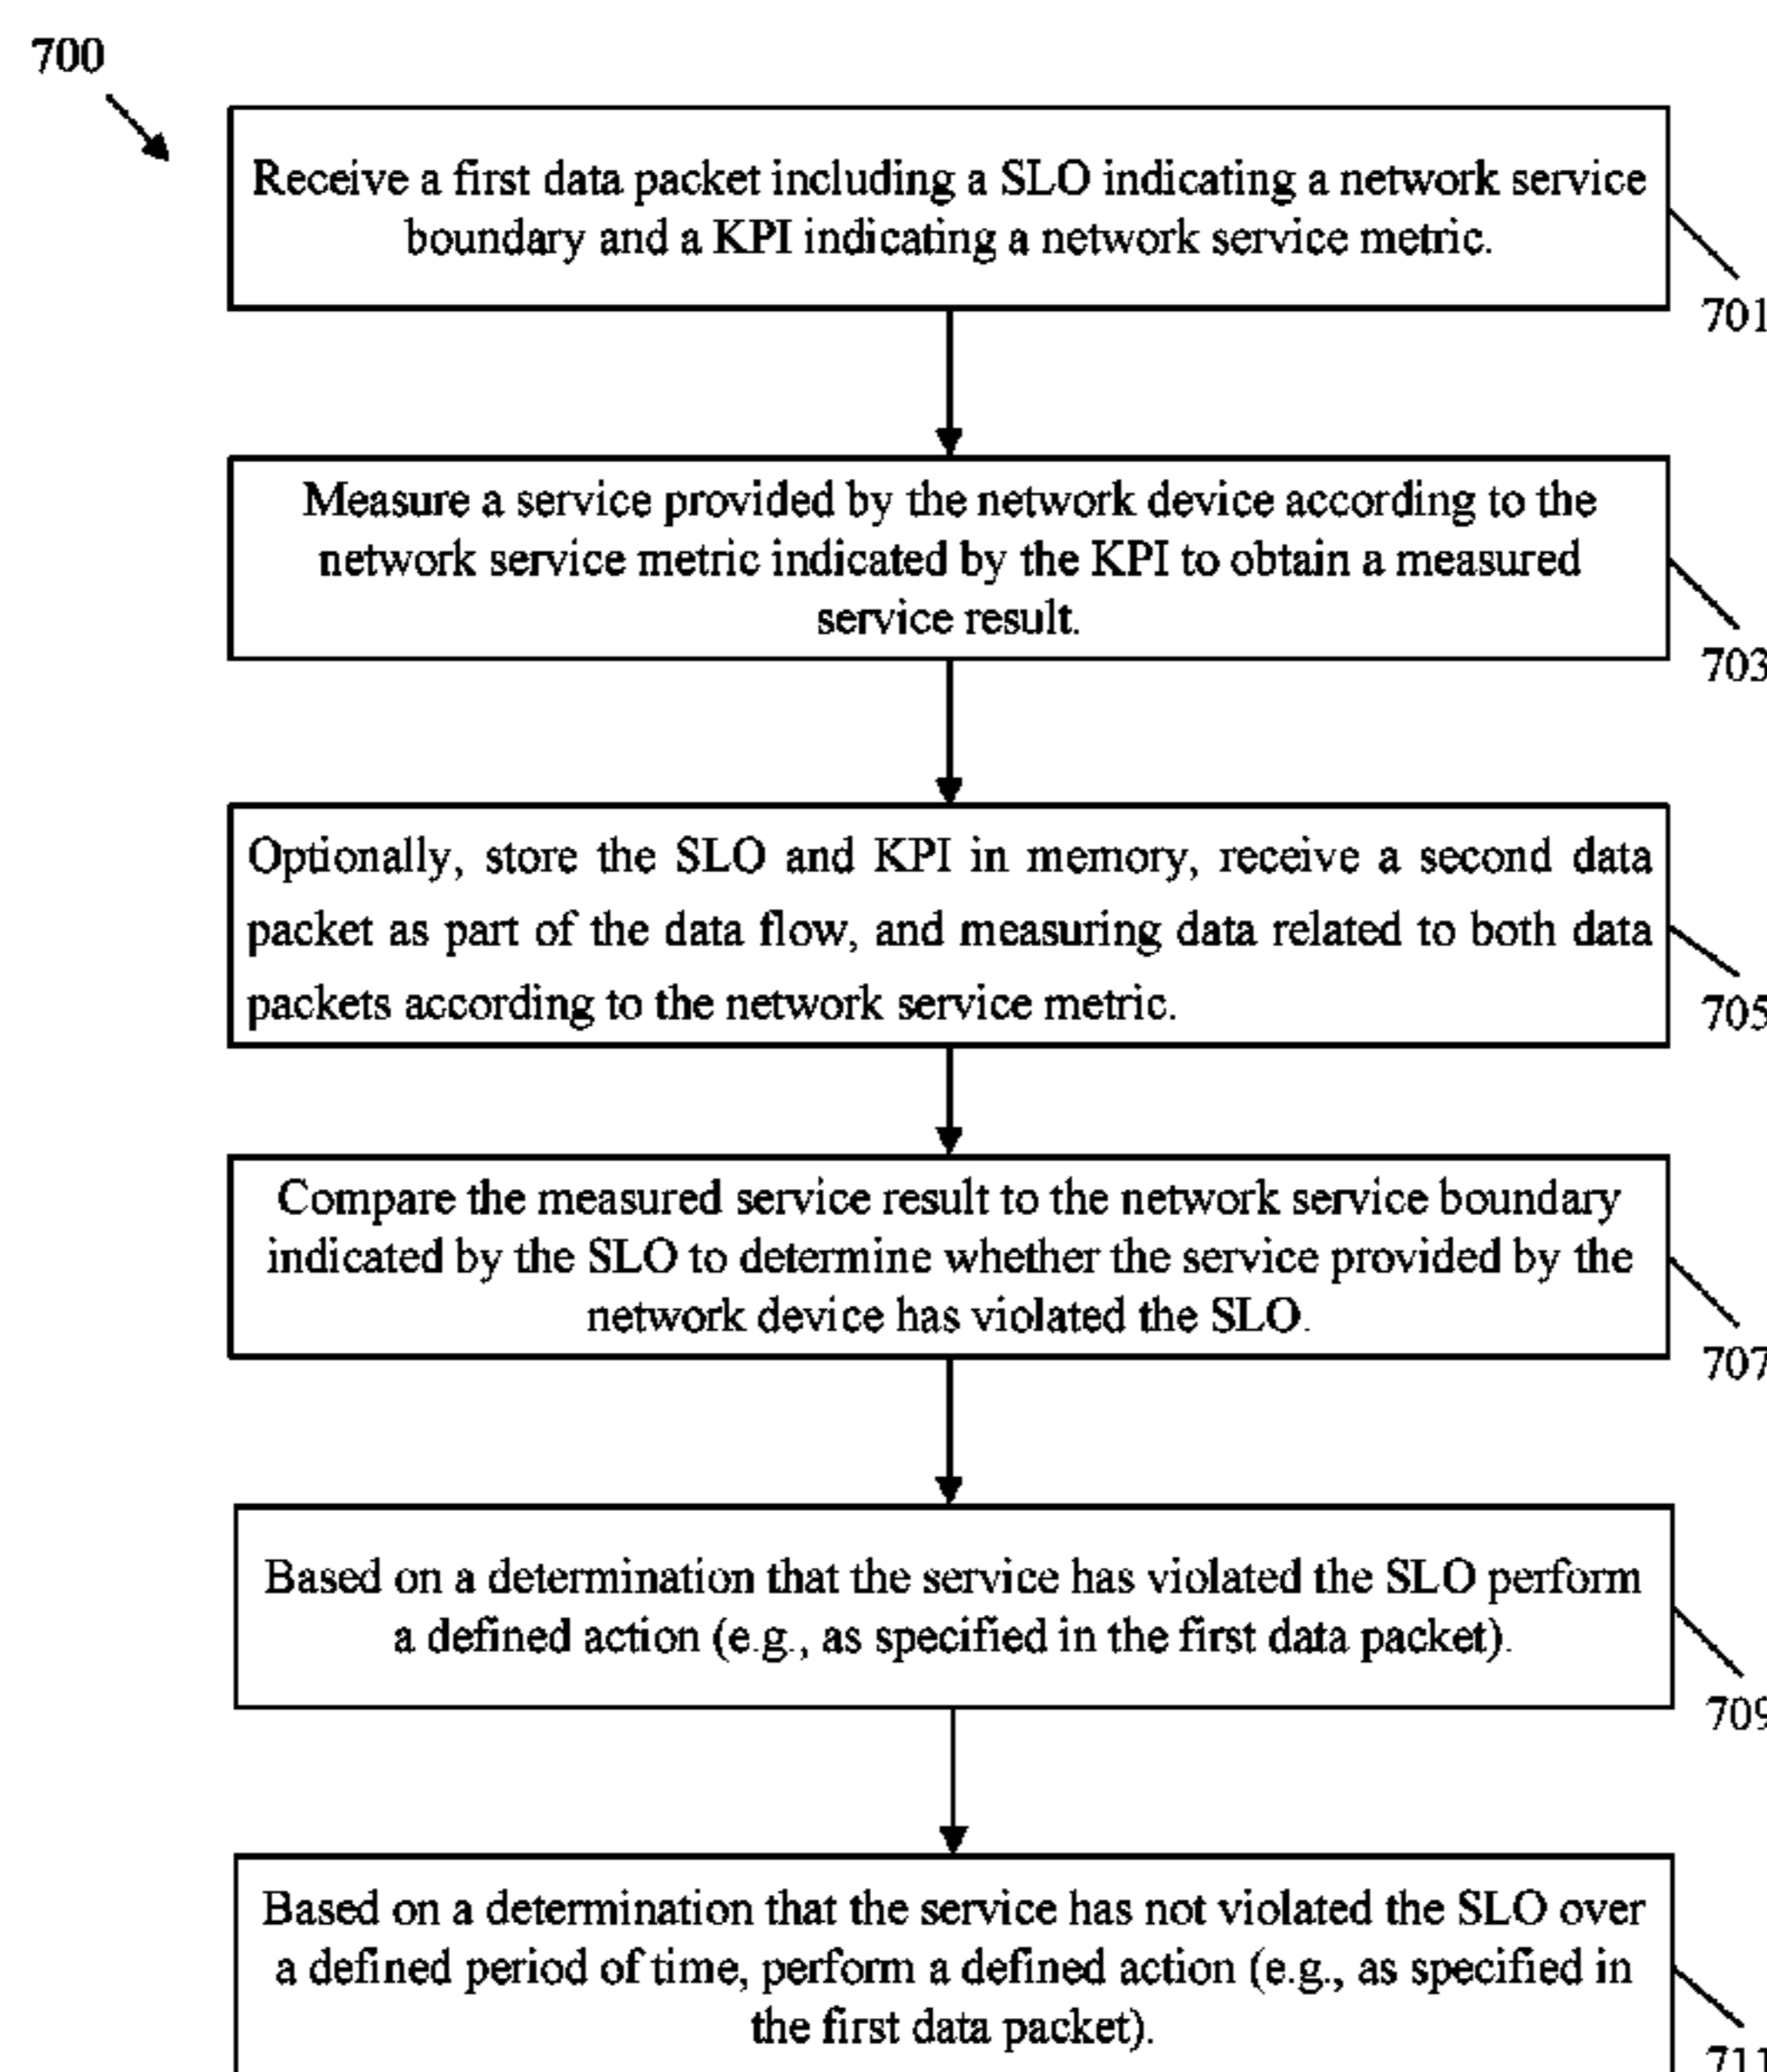 700
Receive a first data packet including a SLO indicating a network service
boundary and a KPI indicating a network service metric.
701
Measure a service provided by the network device according to the
network service metric indicated by the KPI to obtain a measured
service result.
703
Optionally, store the SLO and KPI in memory, receive a second data
packet as part of the data flow, and measuring data related to both data
packets according to the network service metric.
705
Compare the measured service result to the network service boundary
indicated by the SLO to determine whether the service provided by the
network device has violated the SLO.
707
Based on a determination that the service has violated the SLO perform
a defined action (e.g., as specified in the first data packet).
709
Based on a determination that the service has not violated the SLO over
a defined period of time, perform a defined action (e.g., as specified in
the first data packet).
711